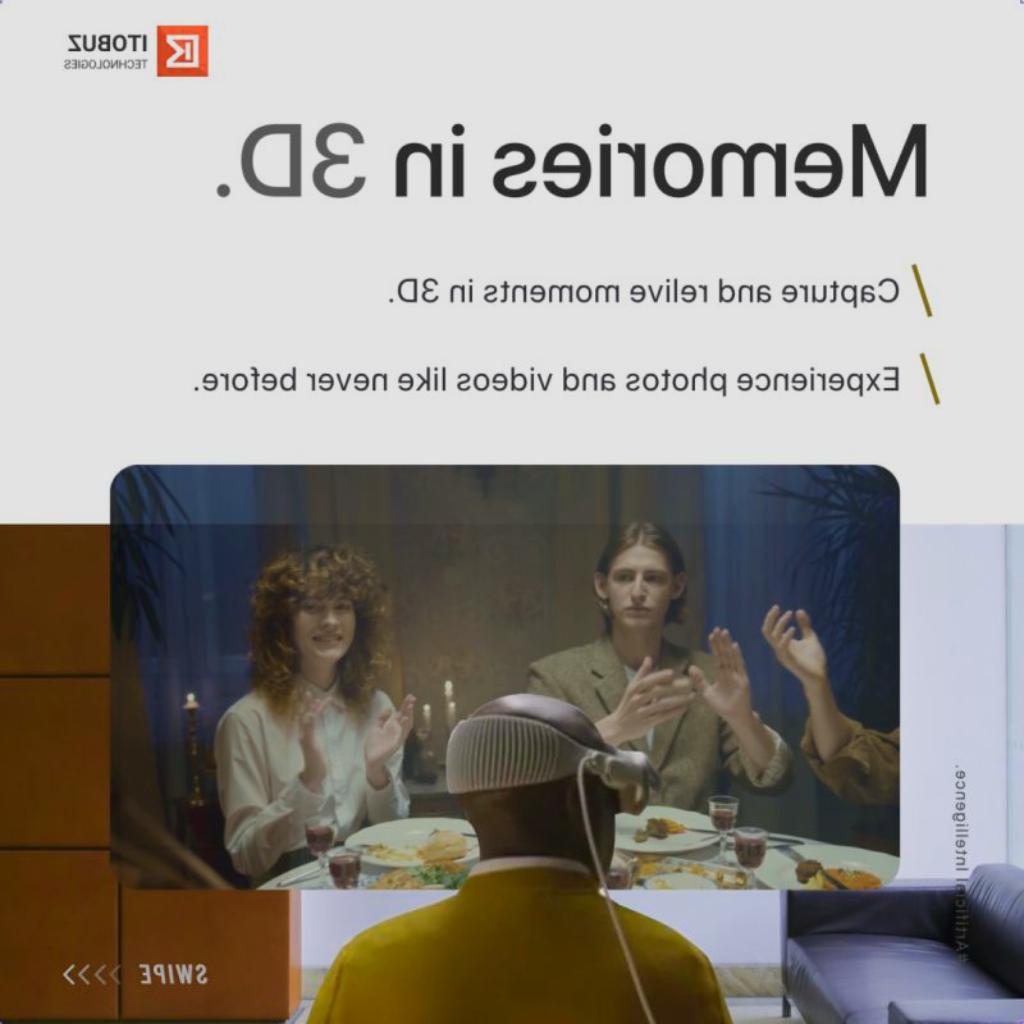 ITOBUZ
TECHNOLOGIES
Memories in 3D.
Capture and relive moments in 3D.
Experience photos and videos like never before.
#Artificial Intelligence.
SWIPE